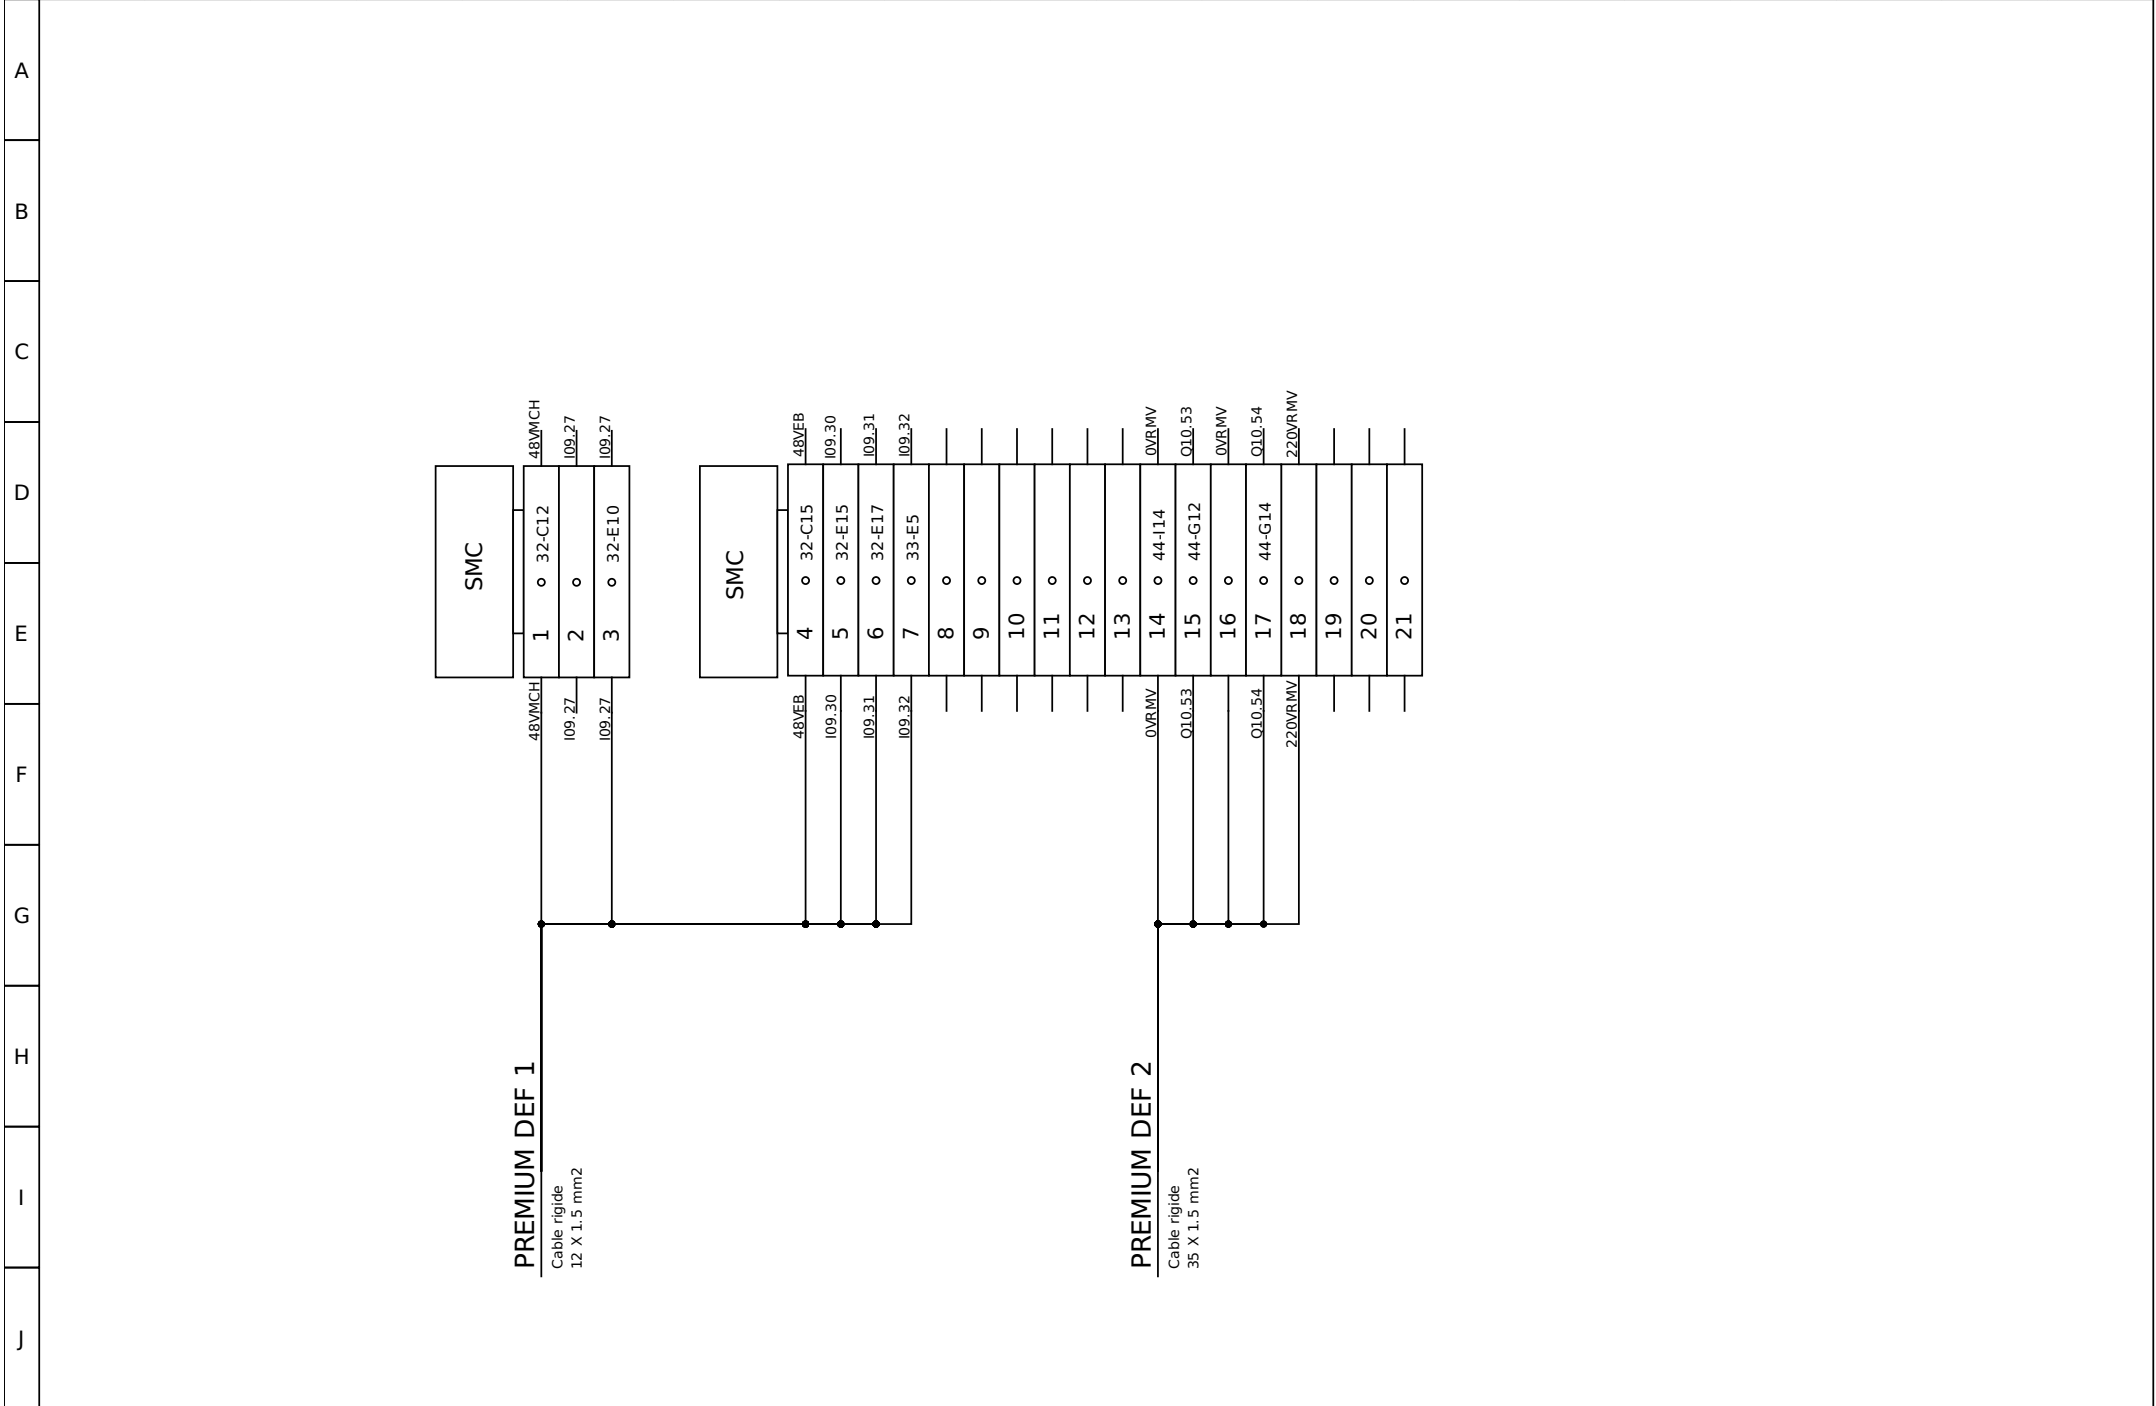 A
B
C
D
E
F
G
H
I
J
48VMCH
I09.27
I09.27
48VEB
I09.30
I09.31
I09.32
0VRMV
Q10.53
0VRMV
Q10.54
220VRMV
SMC
32-C12
32-E10
SMC
32-C15
32-E15
32-E17
33-E5
44-I14
44-G12
44-G14
1
2
3
4
5
6
7
8
9
10
11
12
13
14
15
16
17
18
19
20
21
48VMCH
I09.27
I09.27
48VEB
I09.30
I09.31
I09.32
0VRMV
Q10.53
Q10.54
220VRMV
PREMIUM DEF 1
Cable rigide
12 X 1.5 mm2
PREMIUM DEF 2
Cable rigide
35 X 1.5 mm2